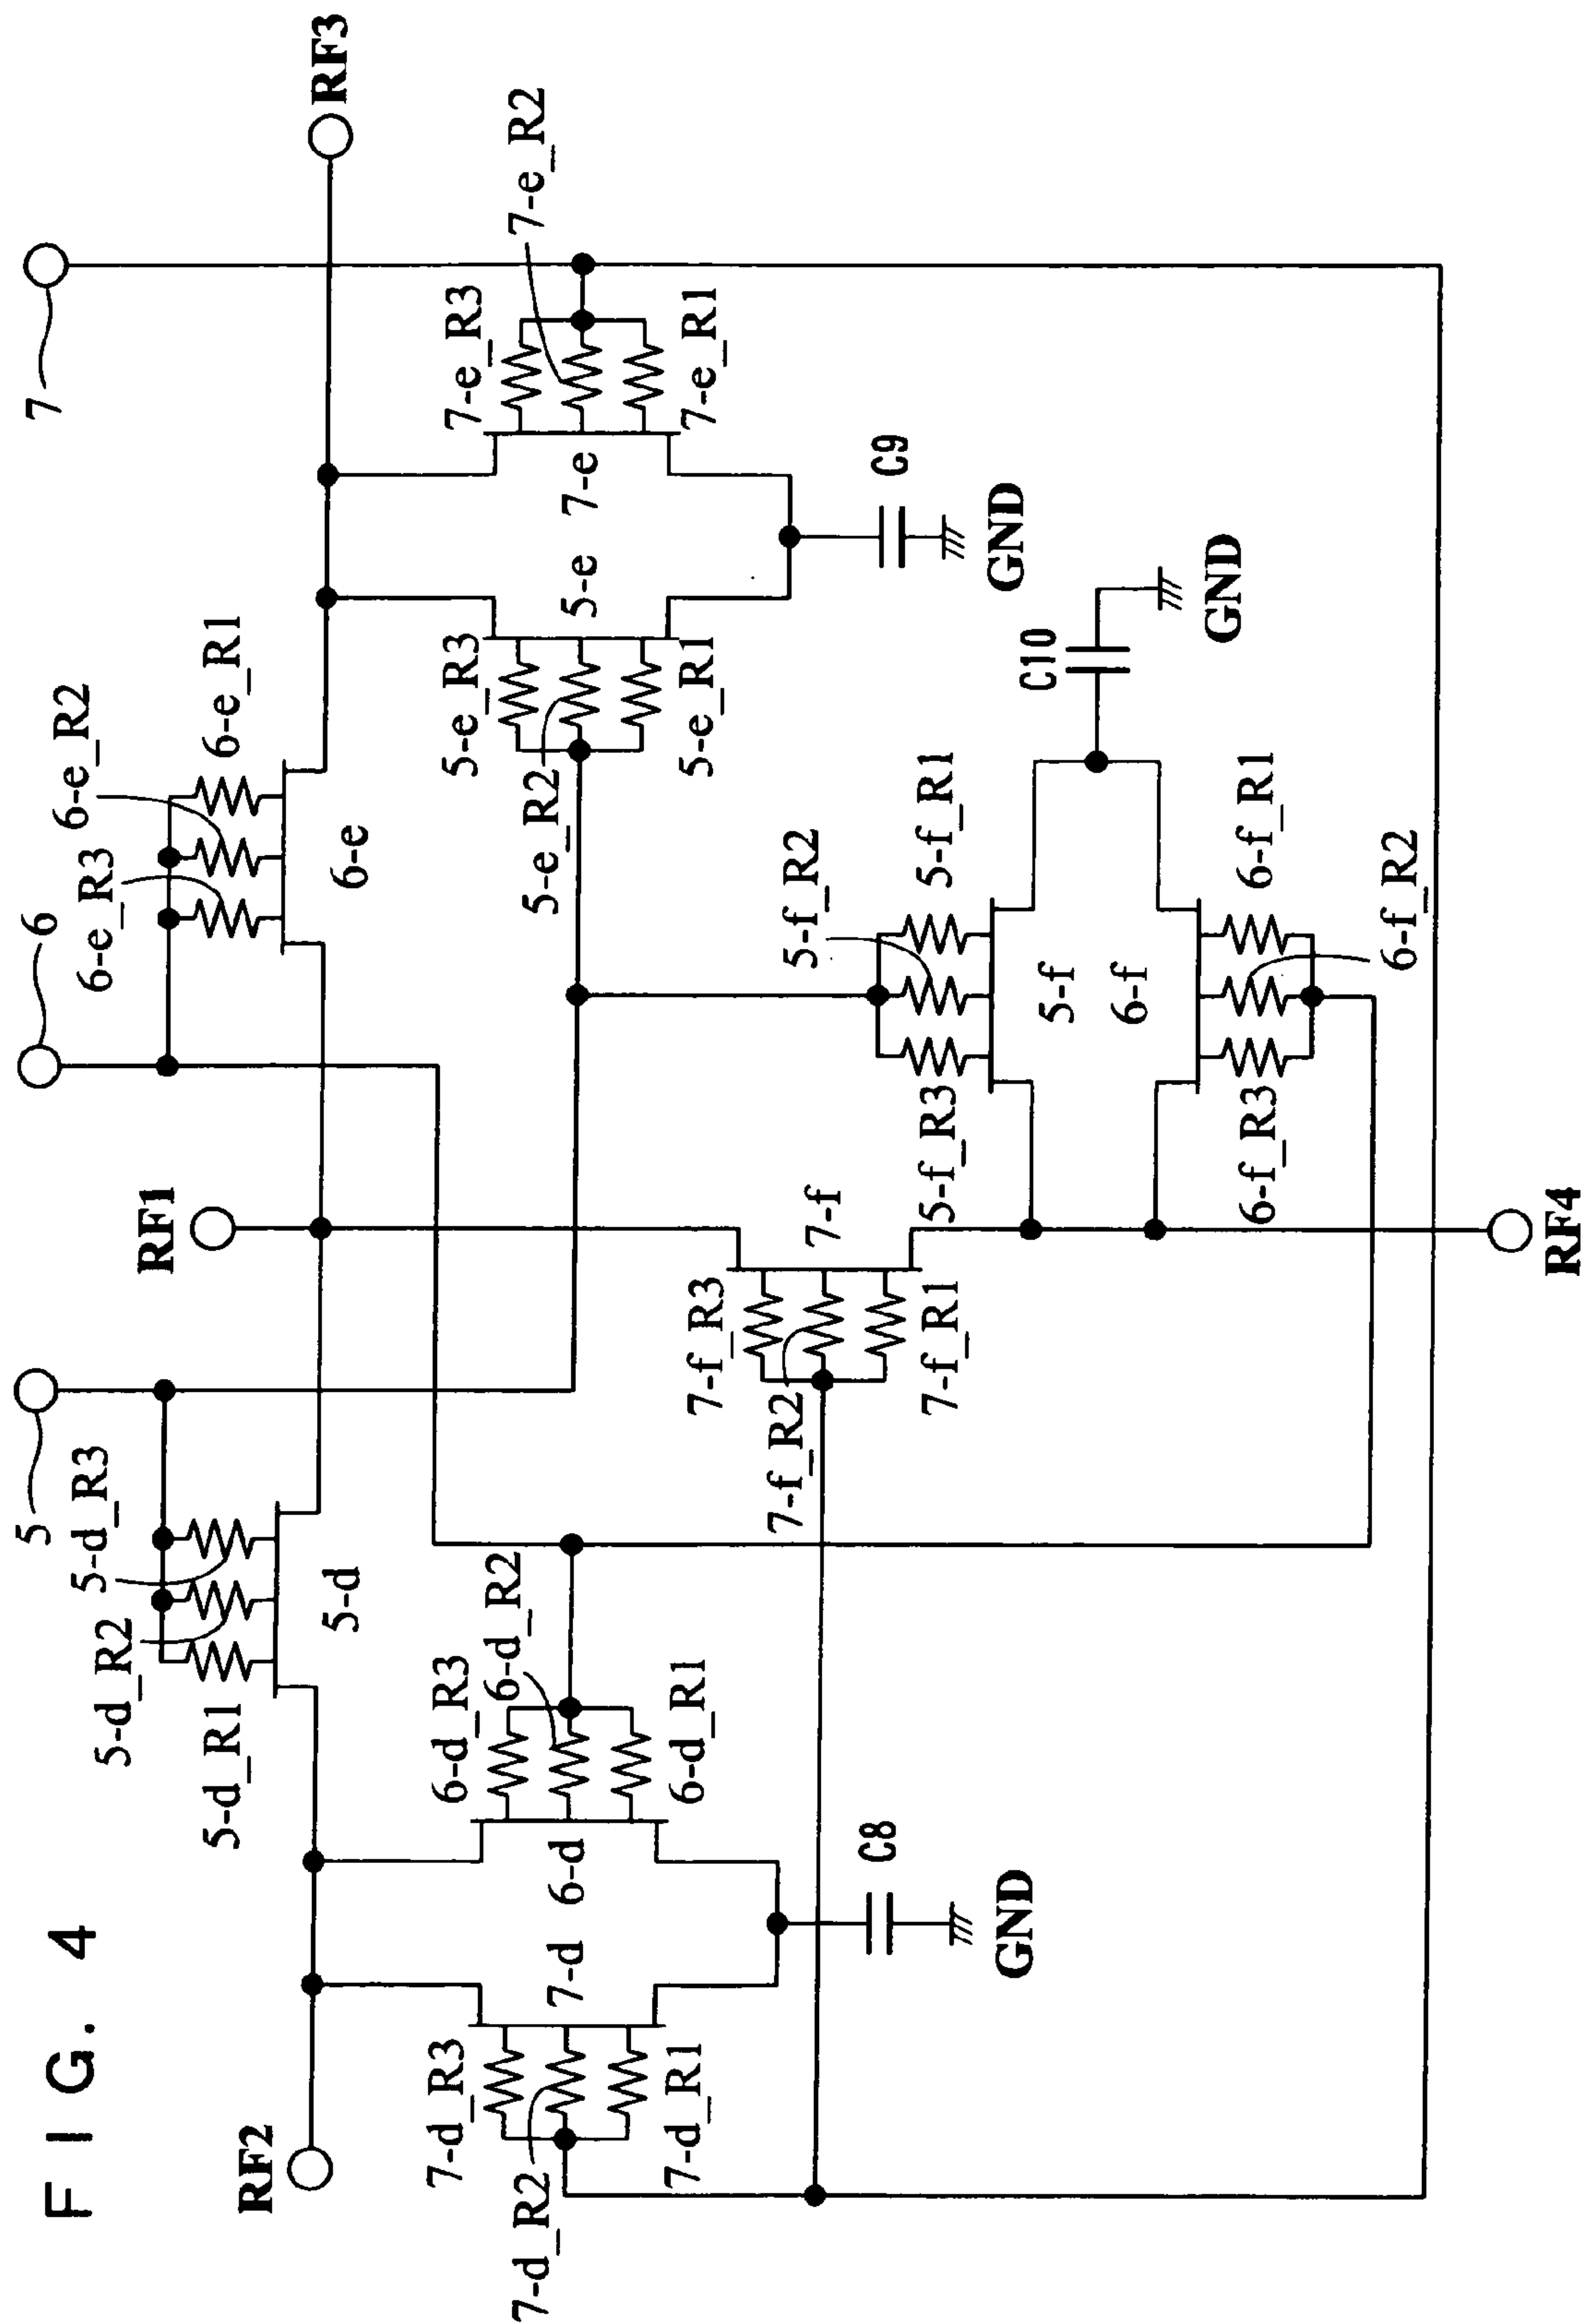 FIG. 4
5
6
7
5-d_R3
5-d_R2
5-d_R1
5-d
6-e_R3
6-e_R2
6-e_R1
6-e
RF2
RF1
RF3
7-d_R3
7-d_R2
7-d_R1
7-d
6-d
6-d_R3
6-d_R2
6-d_R1
C8
GND
5-e_R3
5-e_R2
5-e_R1
5-e
7-e
7-e_R3
7-e_R2
7-e_R1
C9
GND
7-f_R3
7-f_R2
7-f_R1
7-f
5-f_R3
5-f_R2
5-f_R1
5-f
6-f
6-f_R3
6-f_R1
6-f_R2
C10
GND
RF4